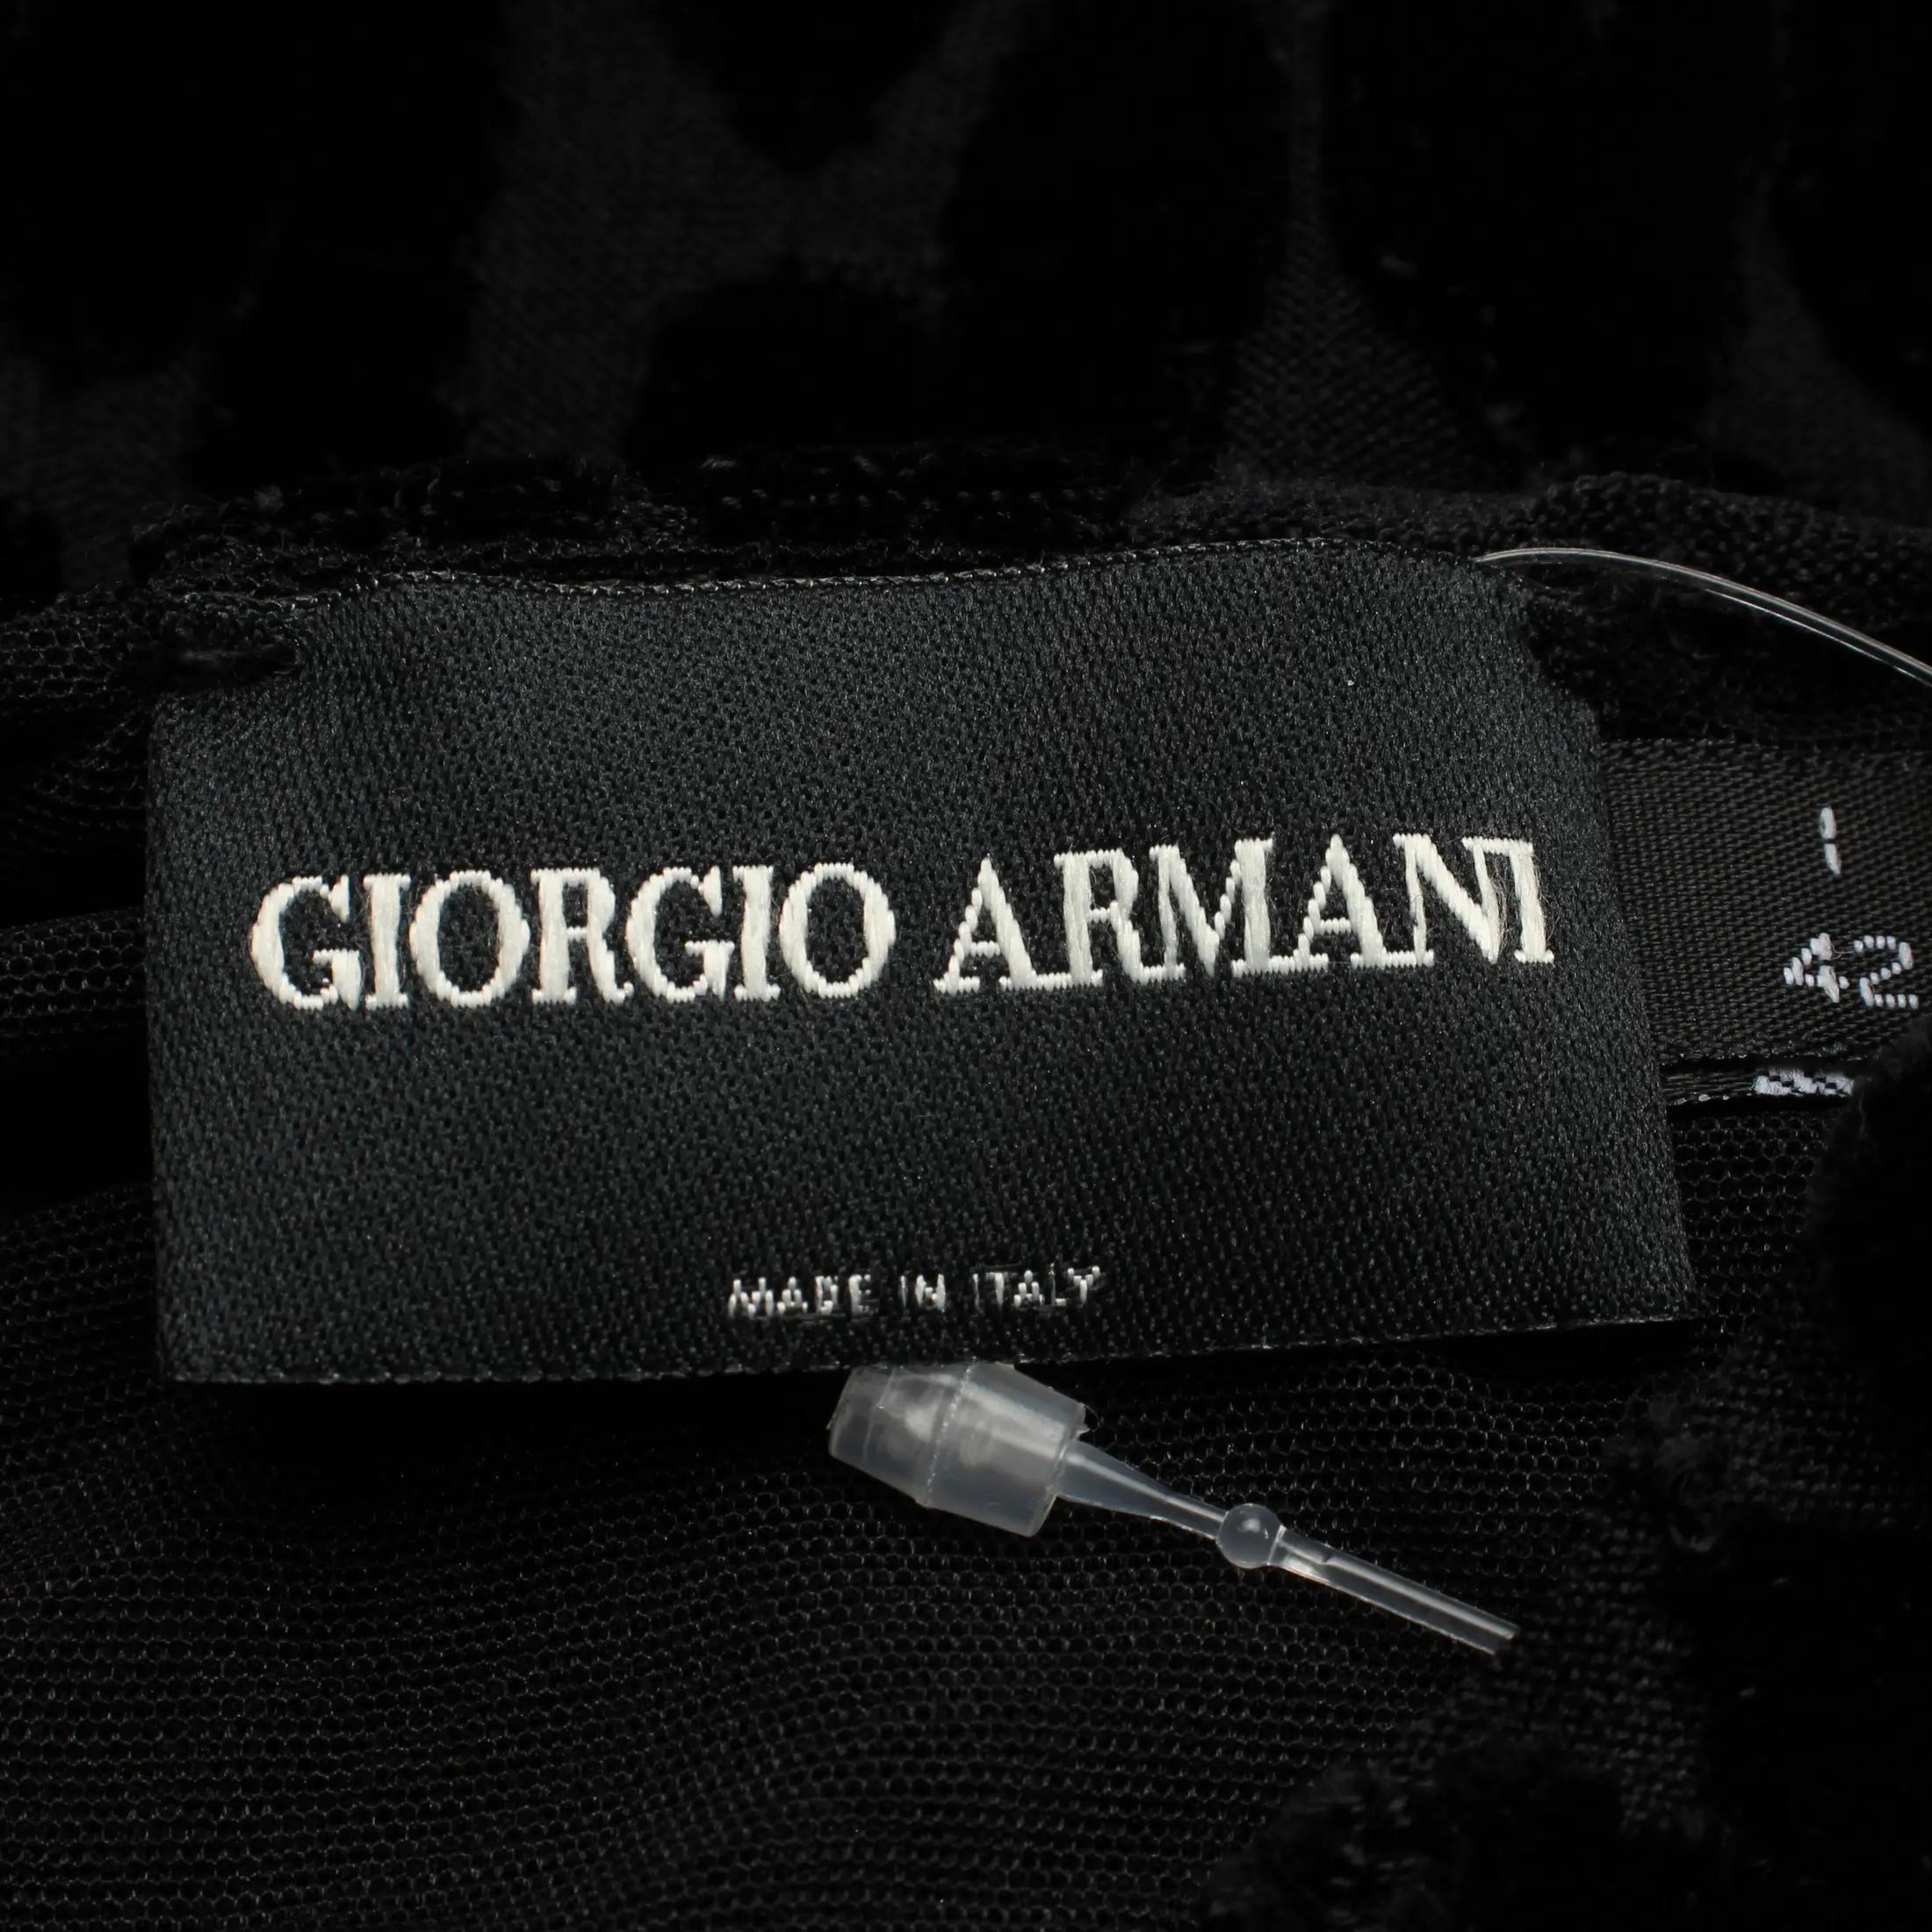 GIORGIO ARMANI
MADE IN ITALY
I
42